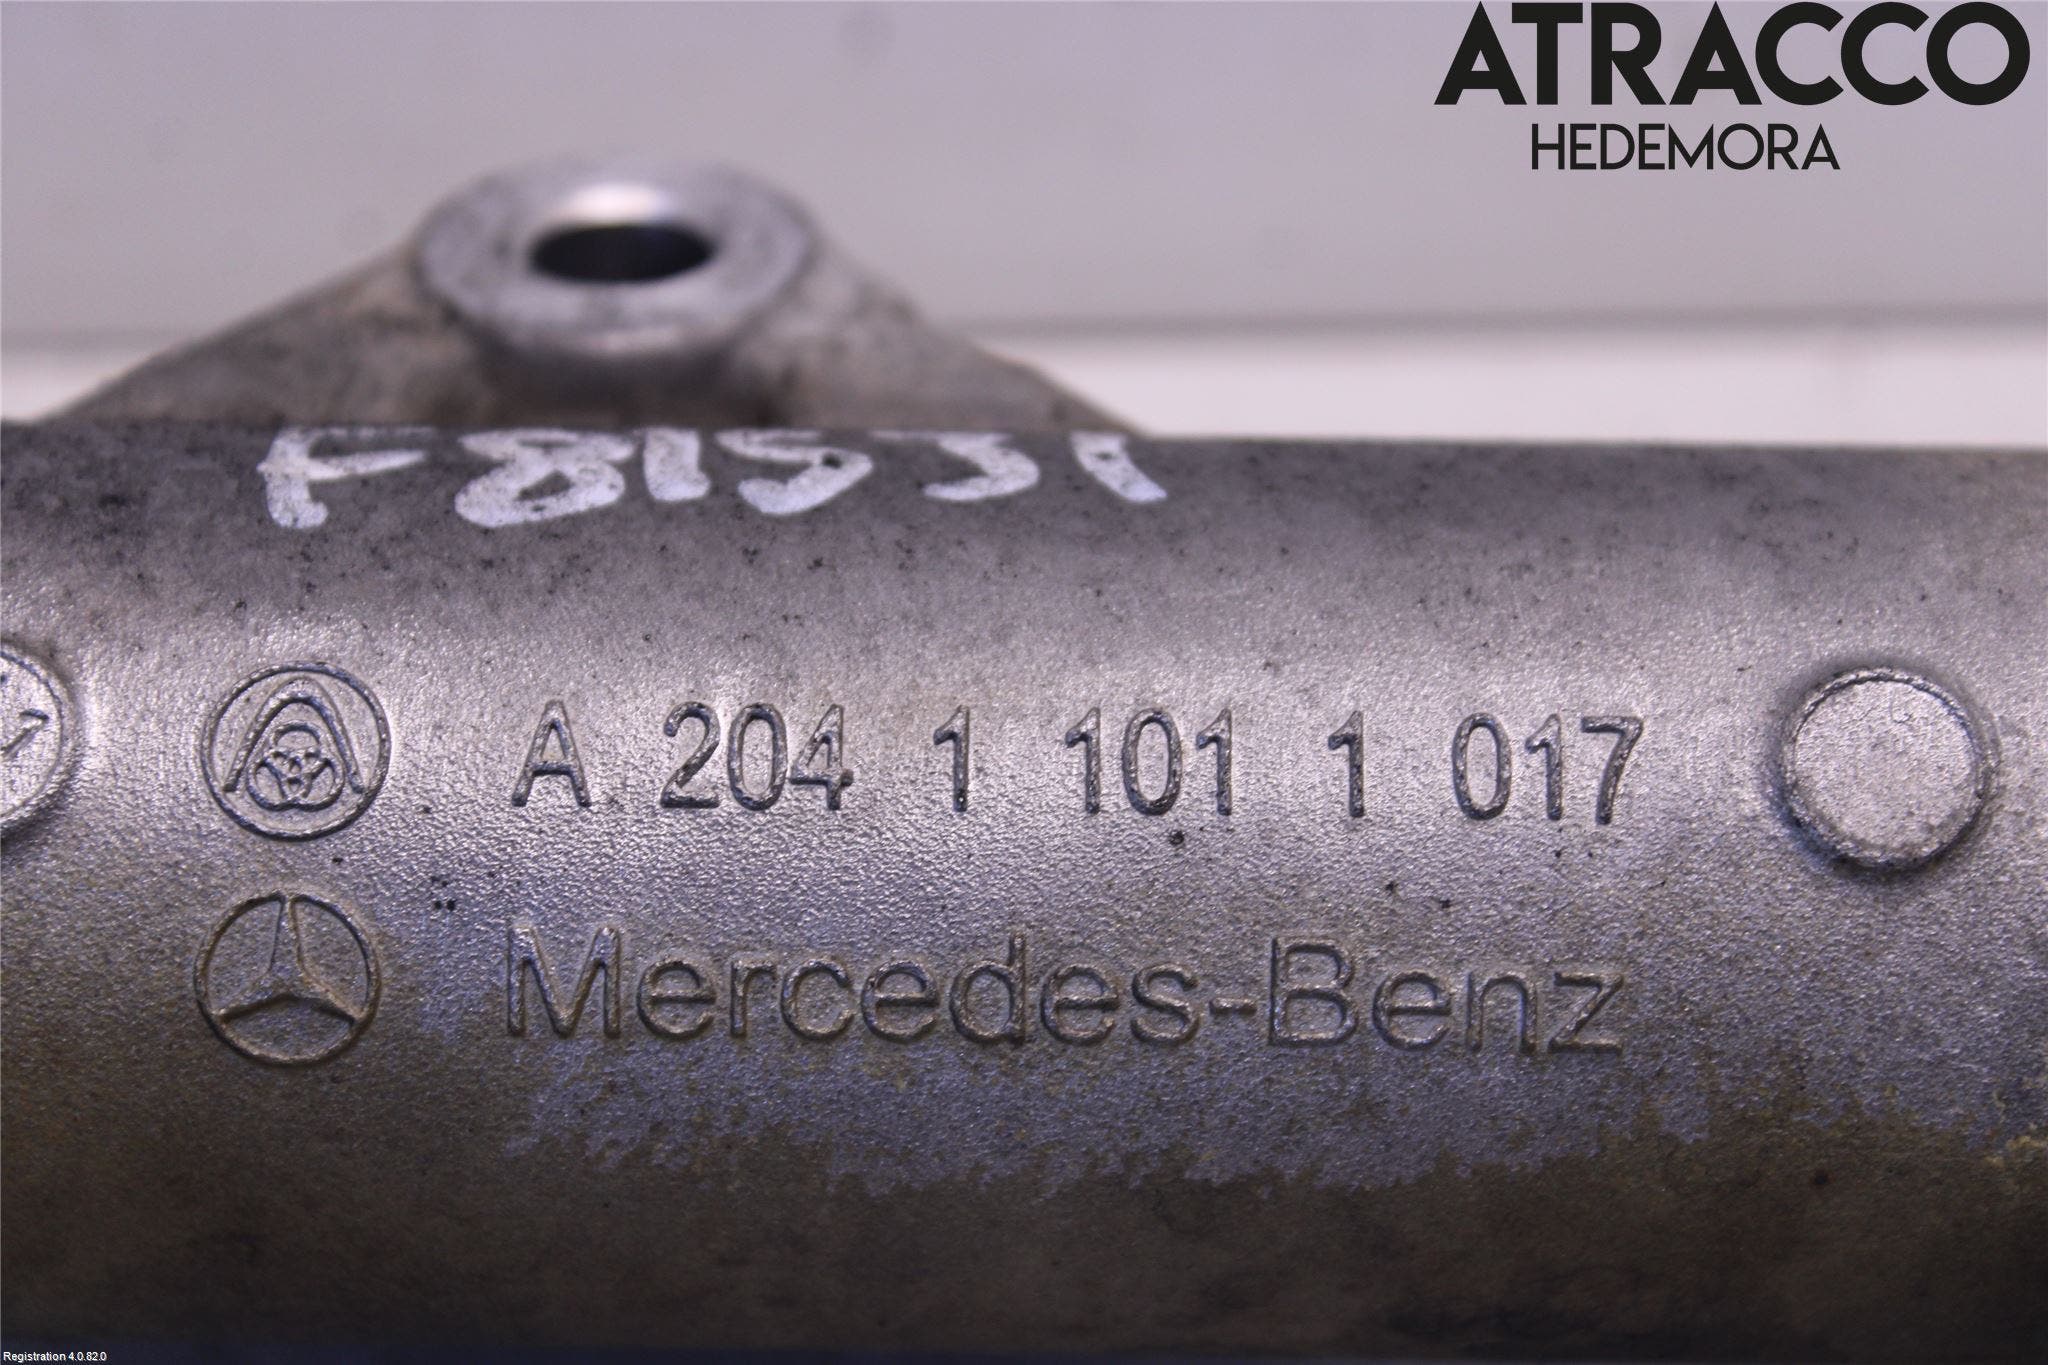 ATRACCO
HEDEMORA
F81531
A 204 1 101 1 017
Mercedes-Benz
Registration 4.0.82.0